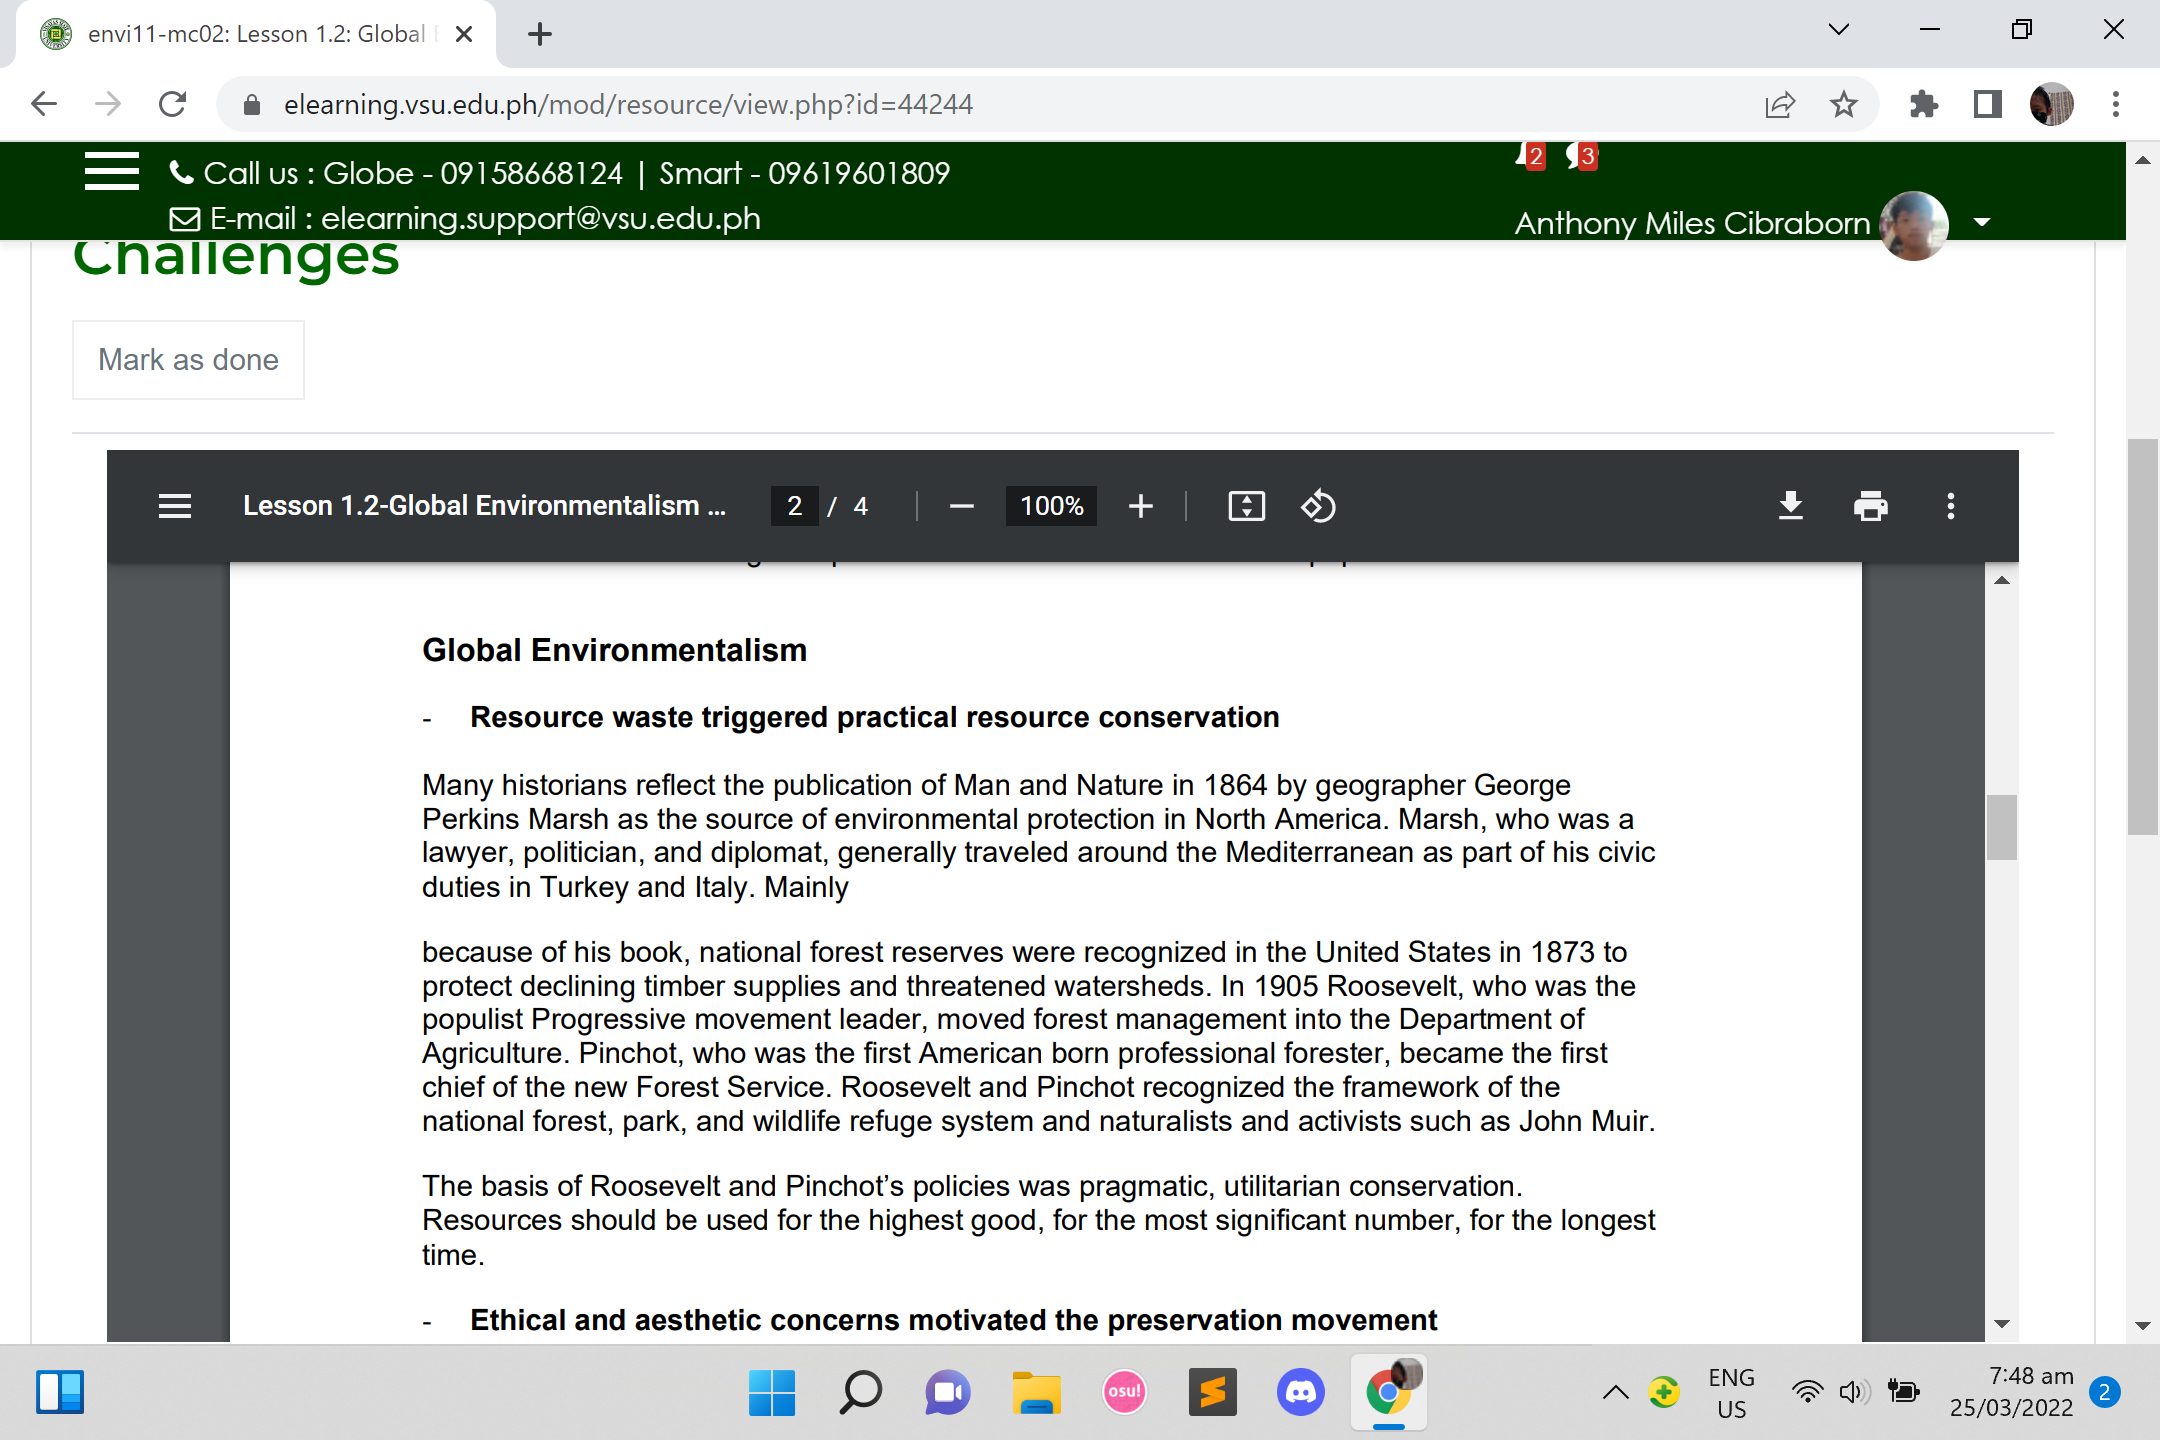 envi11-mc02: Lesson 1.2: Global
elearning.vsu.edu.ph/mod/resource/view.php?id=44244
Call us : Globe - 09158668124 | Smart - 09619601809
2 3
E-mail : elearning.support@vsu.edu.ph
Anthony Miles Cibraborn
Challenges
Mark as done
Lesson 1.2-Global Environmentalism ... 2 / 4 100%
Global Environmentalism
- Resource waste triggered practical resource conservation
Many historians reflect the publication of Man and Nature in 1864 by geographer George
Perkins Marsh as the source of environmental protection in North America. Marsh, who was a
lawyer, politician, and diplomat, generally traveled around the Mediterranean as part of his civic
duties in Turkey and Italy. Mainly
because of his book, national forest reserves were recognized in the United States in 1873 to
protect declining timber supplies and threatened watersheds. In 1905 Roosevelt, who was the
populist Progressive movement leader, moved forest management into the Department of
Agriculture. Pinchot, who was the first American born professional forester, became the first
chief of the new Forest Service. Roosevelt and Pinchot recognized the framework of the
national forest, park, and wildlife refuge system and naturalists and activists such as John Muir.
The basis of Roosevelt and Pinchot’s policies was pragmatic, utilitarian conservation.
Resources should be used for the highest good, for the most significant number, for the longest
time.
- Ethical and aesthetic concerns motivated the preservation movement
osu!
ENG
US
7:48 am
25/03/2022
2